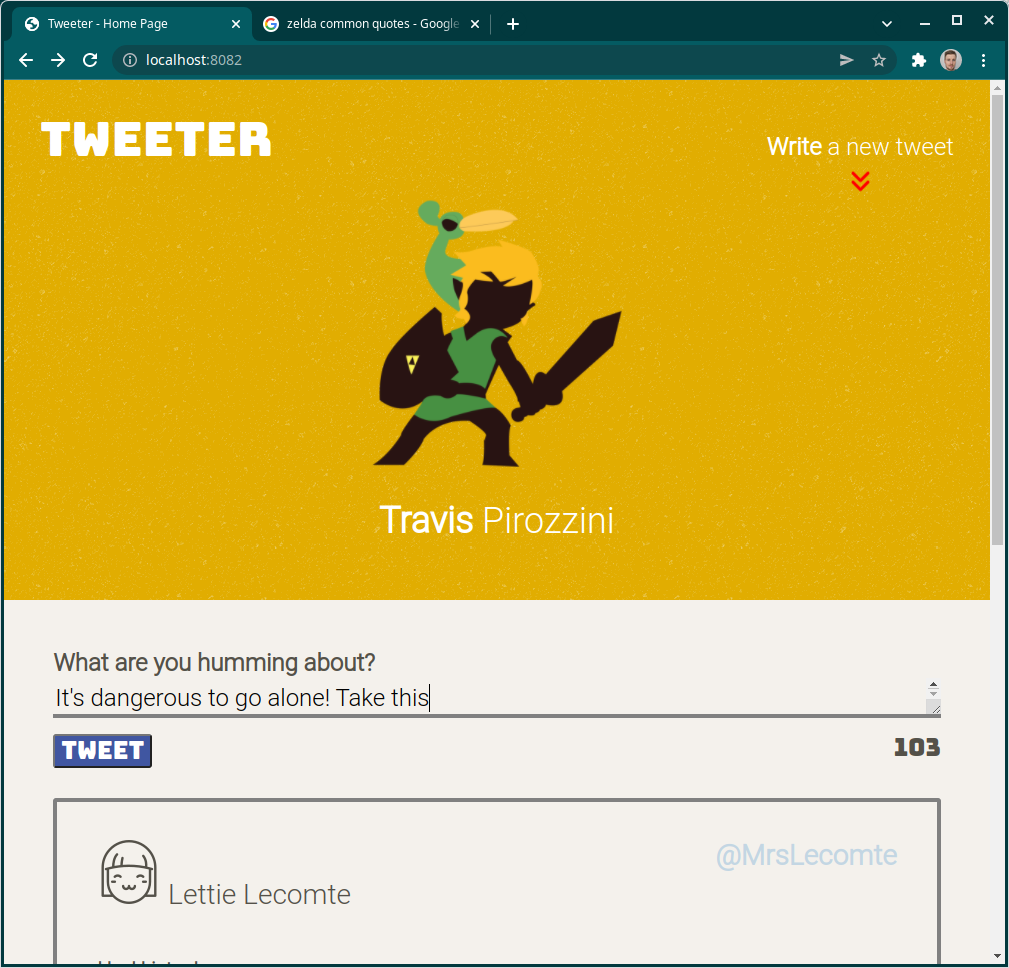 Tweeter - Home Page
zelda common quotes - Google
localhost:8082
TWEETER
Write a new tweet
Travis Pirozzini
What are you humming about?
It's dangerous to go alone! Take this
TWEET
103
@MrsLecomte
Lettie Lecomte